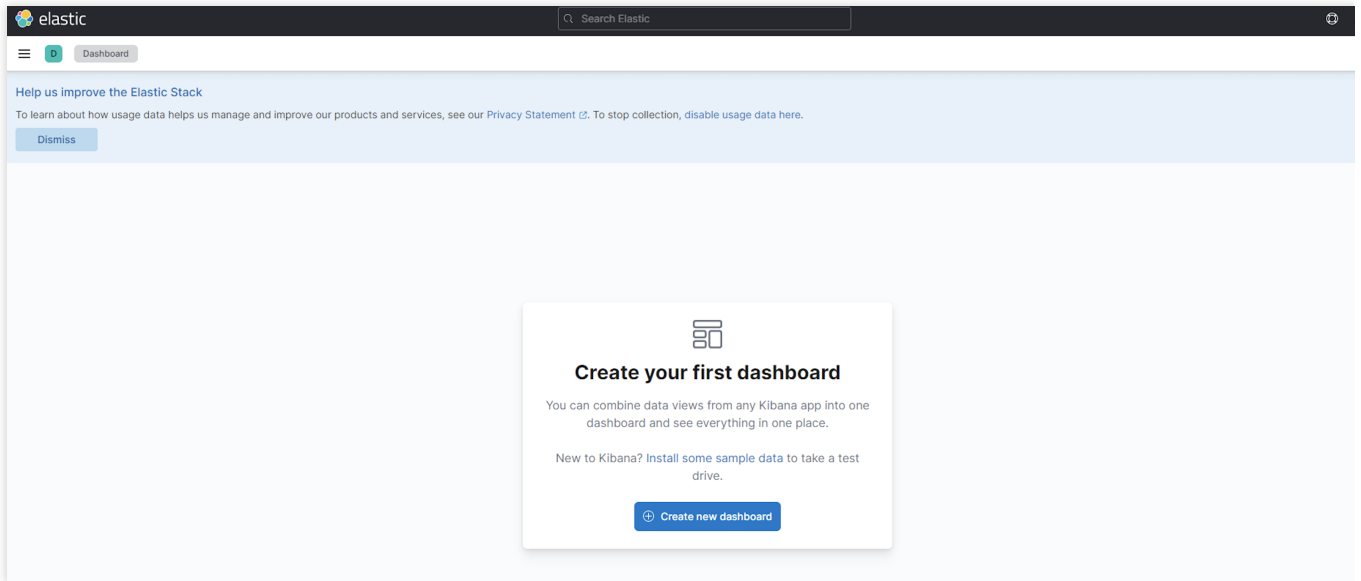 elastic
Search Elastic
D
Dashboard
Help us improve the Elastic Stack
To learn about how usage data helps us manage and improve our products and services, see our Privacy Statement. To stop collection, disable usage data here.
Dismiss
Create your first dashboard
You can combine data views from any Kibana app into one
dashboard and see everything in one place.
New to Kibana? Install some sample data to take a test
drive.
Create new dashboard